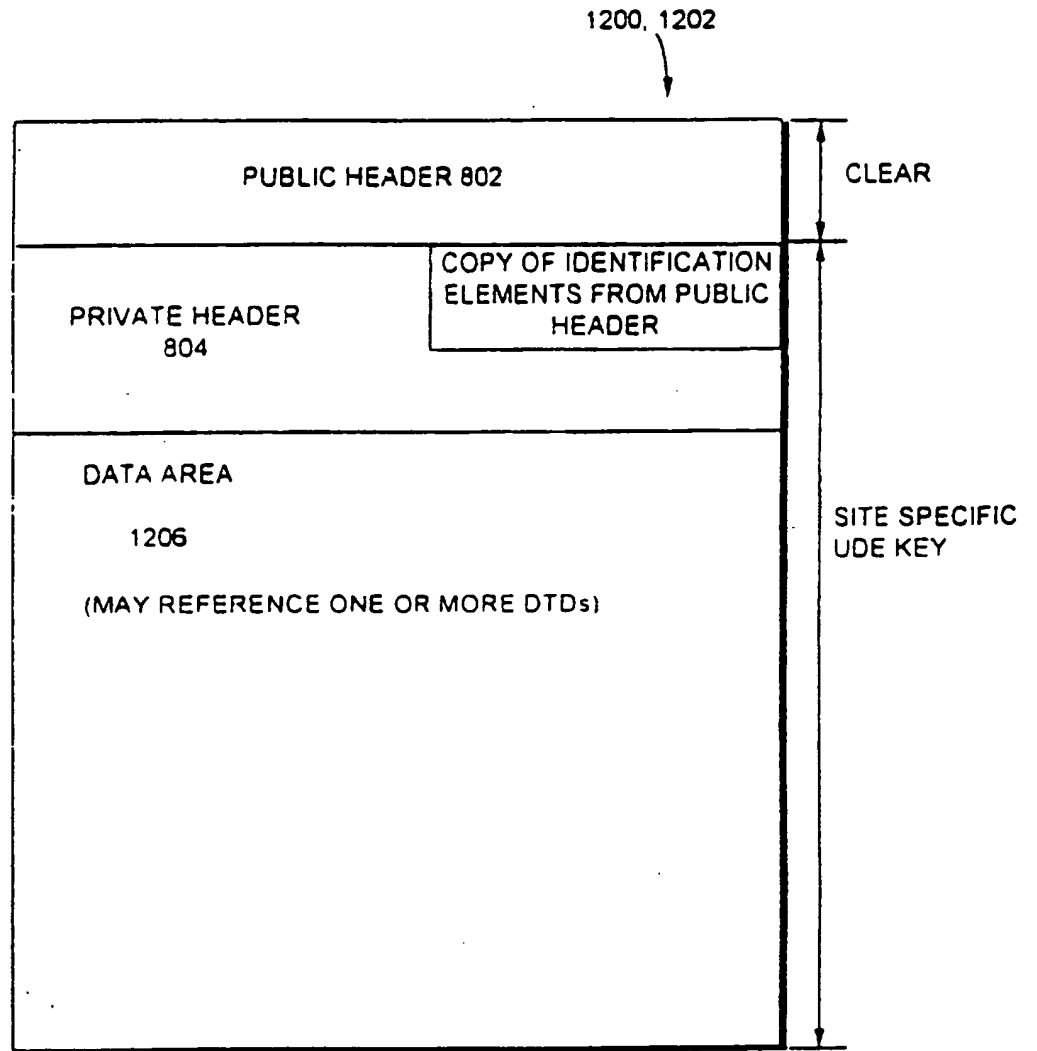 1200, 1202
PUBLIC HEADER 802
CLEAR
COPY OF IDENTIFICATION
ELEMENTS FROM PUBLIC
HEADER
PRIVATE HEADER
804
DATA AREA
1206
(MAY REFERENCE ONE OR MORE DTDs)
SITE SPECIFIC
UDE KEY